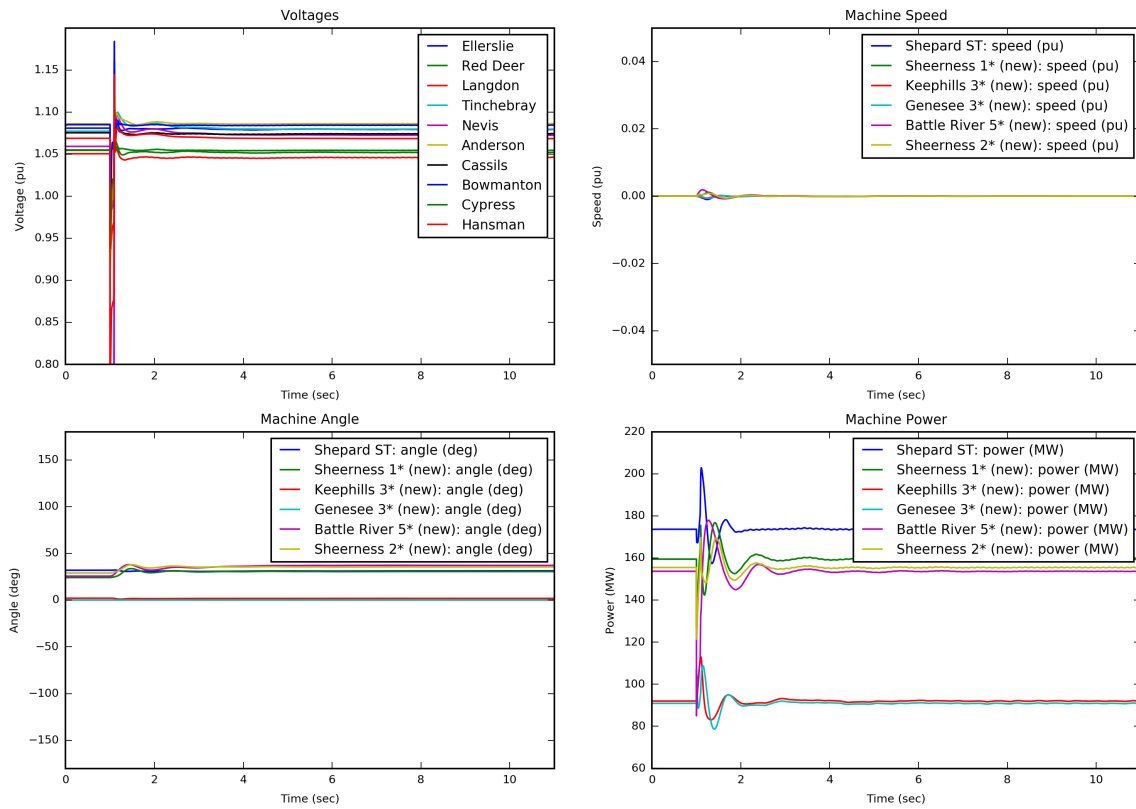 Voltages
1.15
1.10
1.05
1.00
0.95
0.90
0.85
0.80
Voltage (pu)
Ellerslie
Red Deer
Langdon
Tinchebray
Nevis
Anderson
Cassils
Bowmanton
Cypress
Hansman
0 2 4 6 8 10
Time (sec)
Machine Speed
0.04
0.02
0.00
−0.02
−0.04
Speed (pu)
Shepard ST: speed (pu)
Sheerness 1* (new): speed (pu)
Keephills 3* (new): speed (pu)
Genesee 3* (new): speed (pu)
Battle River 5* (new): speed (pu)
Sheerness 2* (new): speed (pu)
0 2 4 6 8 10
Time (sec)
Machine Angle
150
100
50
0
−50
−100
−150
Angle (deg)
Shepard ST: angle (deg)
Sheerness 1* (new): angle (deg)
Keephills 3* (new): angle (deg)
Genesee 3* (new): angle (deg)
Battle River 5* (new): angle (deg)
Sheerness 2* (new): angle (deg)
0 2 4 6 8 10
Time (sec)
Machine Power
220
200
180
160
140
120
100
80
60
Power (MW)
Shepard ST: power (MW)
Sheerness 1* (new): power (MW)
Keephills 3* (new): power (MW)
Genesee 3* (new): power (MW)
Battle River 5* (new): power (MW)
Sheerness 2* (new): power (MW)
0 2 4 6 8 10
Time (sec)